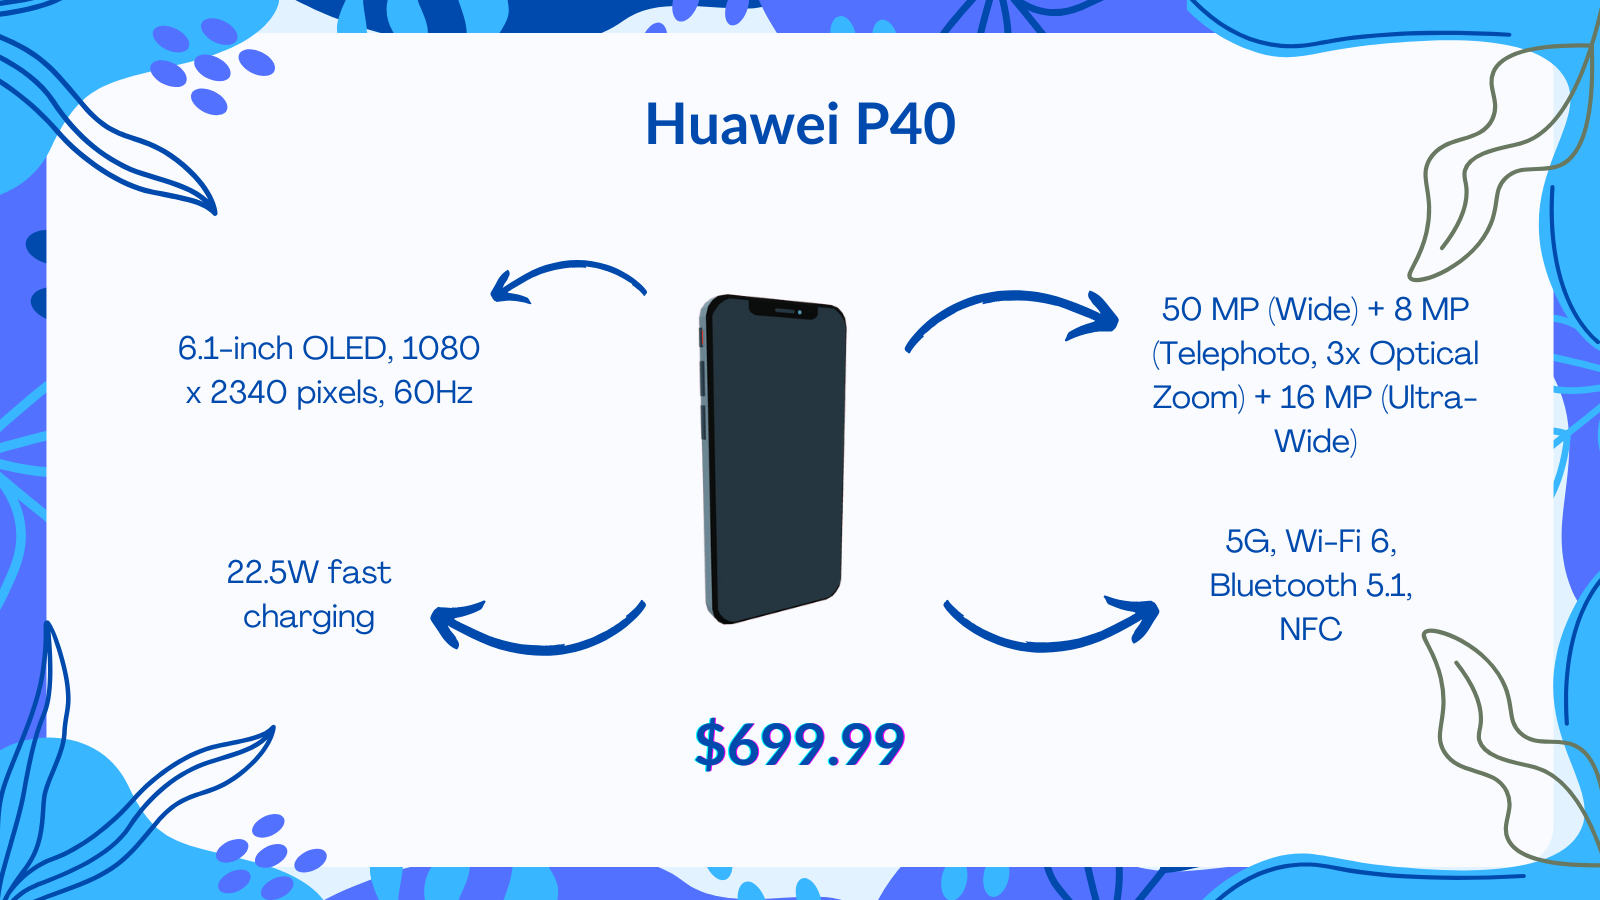 Huawei P40
6.1-inch OLED, 1080
x 2340 pixels, 60Hz
50 MP (Wide) + 8 MP
(Telephoto, 3x Optical
Zoom) + 16 MP (Ultra-
Wide)
22.5W fast
charging
5G, Wi-Fi 6,
Bluetooth 5.1,
NFC
$699.99